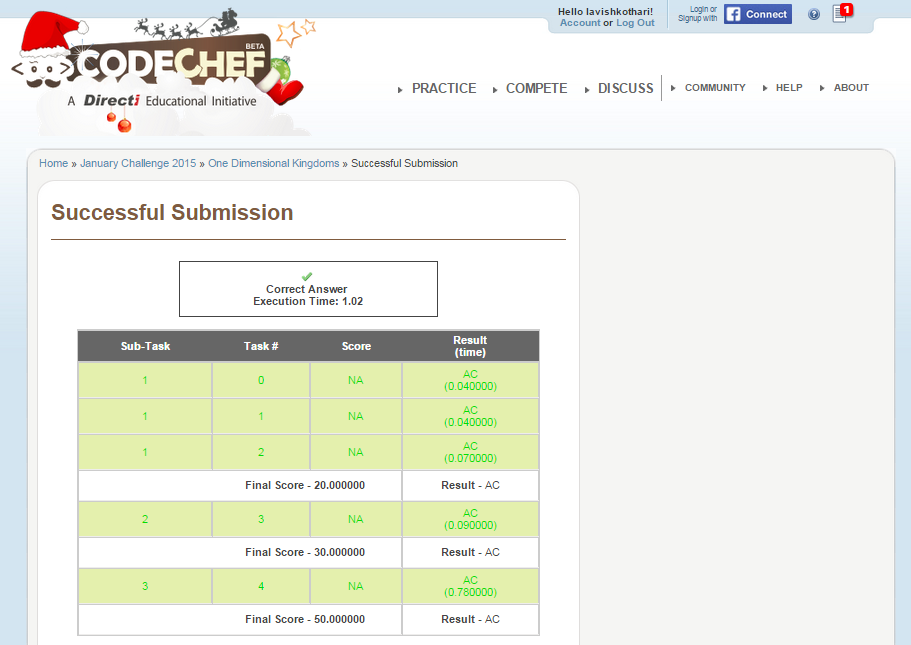 Hello lavishkothari!
Account or Log Out
Login or
Signup with
f Connect
?
1
BETA
CODECHEF
A Directi Educational Initiative
PRACTICE COMPETE DISCUSS COMMUNITY HELP ABOUT
Home » January Challenge 2015 » One Dimensional Kingdoms » Successful Submission
Successful Submission
Correct Answer
Execution Time: 1.02
Sub-Task Task # Score Result
(time)
1 0 NA AC
(0.040000)
1 1 NA AC
(0.040000)
1 2 NA AC
(0.070000)
Final Score - 20.000000 Result - AC
2 3 NA AC
(0.090000)
Final Score - 30.000000 Result - AC
3 4 NA AC
(0.780000)
Final Score - 50.000000 Result - AC